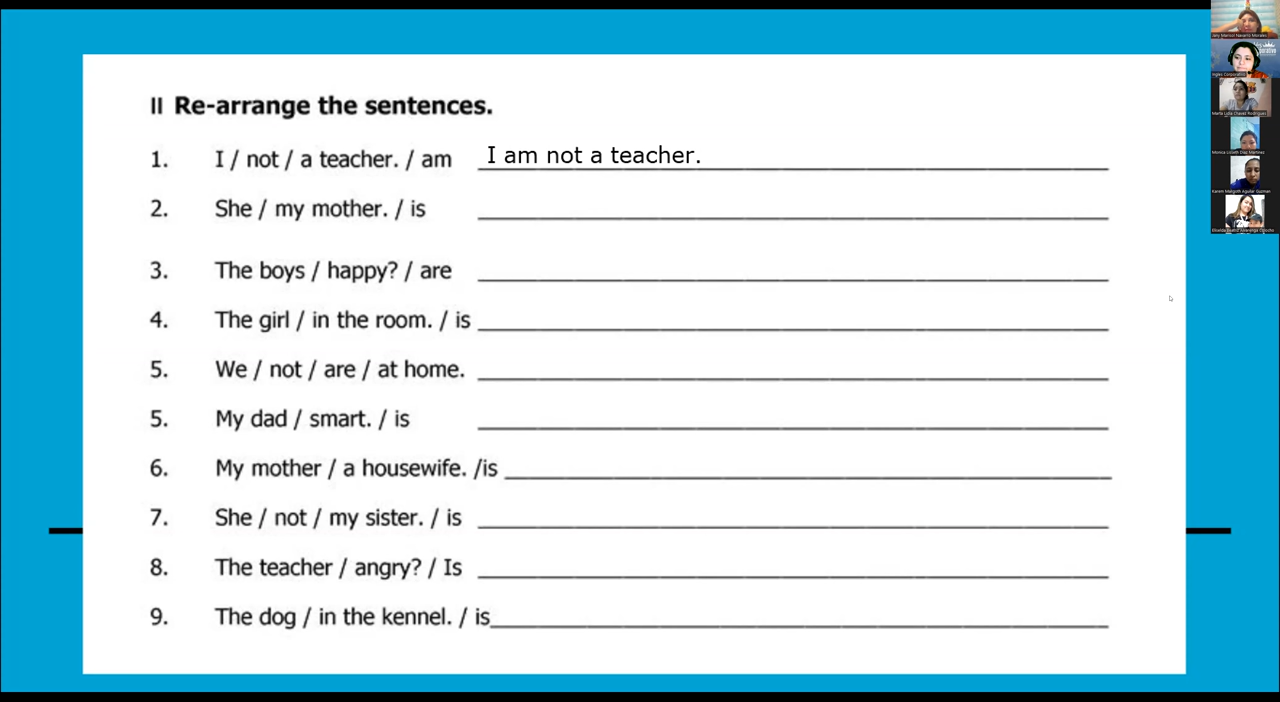 II Re-arrange the sentences.
1. I / not / a teacher. / am I am not a teacher.
2. She / my mother. / is
3. The boys / happy? / are
4. The girl / in the room. / is
5. We / not / are / at home.
5. My dad / smart. / is
6. My mother / a housewife. /is
7. She / not / my sister. / is
8. The teacher / angry? / Is
9. The dog / in the kennel. / is